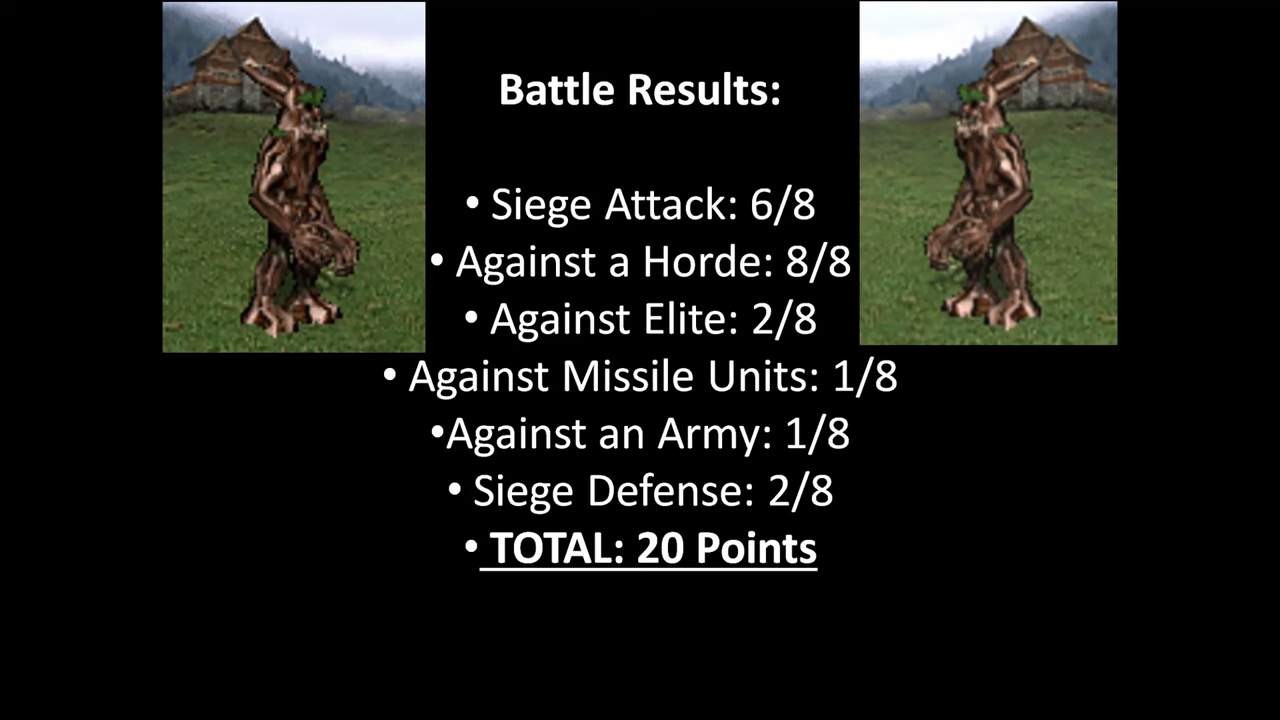 Battle Results:
• Siege Attack: 6/8
• Against a Horde: 8/8
• Against Elite: 2/8
• Against Missile Units: 1/8
•Against an Army: 1/8
• Siege Defense: 2/8
• TOTAL: 20 Points